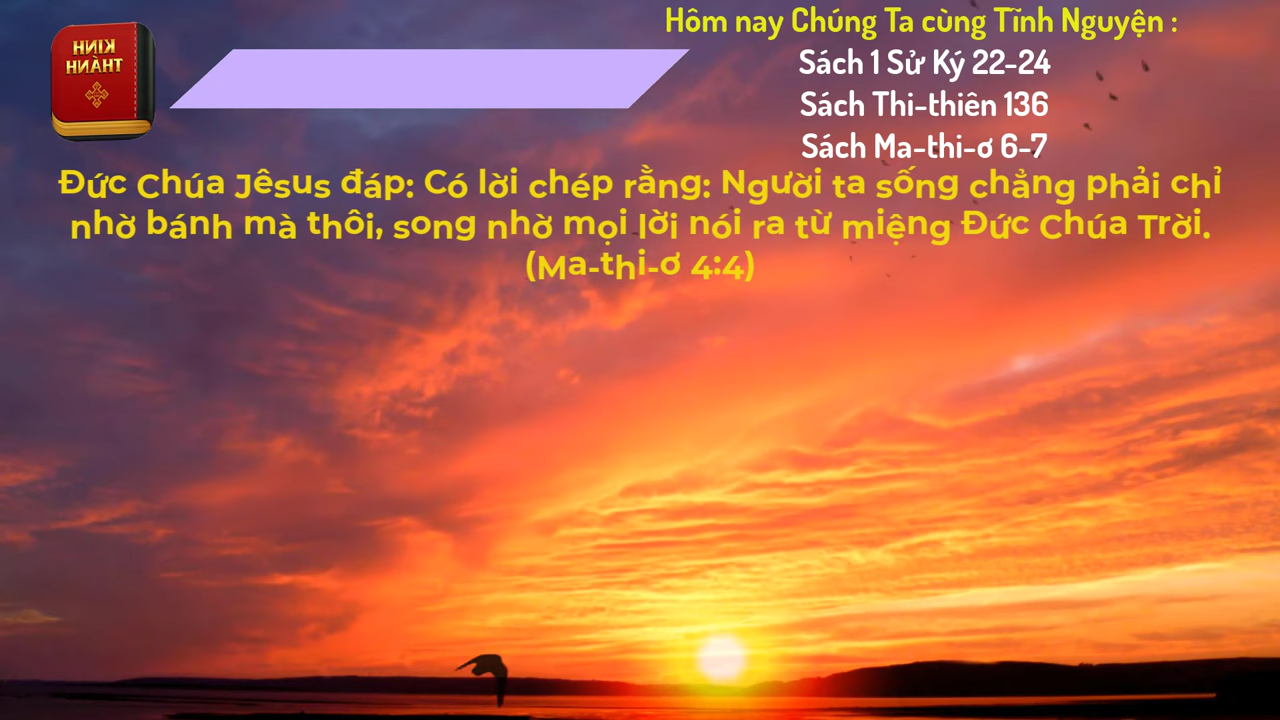 KINH
THÁNH
Hôm nay Chúng Ta cùng Tĩnh Nguyện :
Sách 1 Sử Ký 22-24
Sách Thi-thiên 136
Sách Ma-thi-ơ 6-7
Đức Chúa Jêsus đáp: Có lời chép rằng: Người ta sống chẳng phải chỉ
nhờ bánh mà thôi, song nhờ mọi lời nói ra từ miệng Đức Chúa Trời.
(Ma-thi-ơ 4:4)